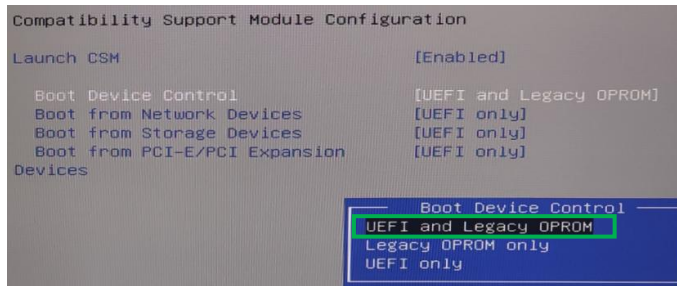 Compatibility Support Module Configuration
Launch CSM [Enabled]
Boot Device Control [UEFI and Legacy OPROM]
Boot from Network Devices [UEFI only]
Boot from Storage Devices [UEFI only]
Boot from PCI-E/PCI Expansion [UEFI only]
Devices
Boot Device Control
UEFI and Legacy OPROM
Legacy OPROM only
UEFI only